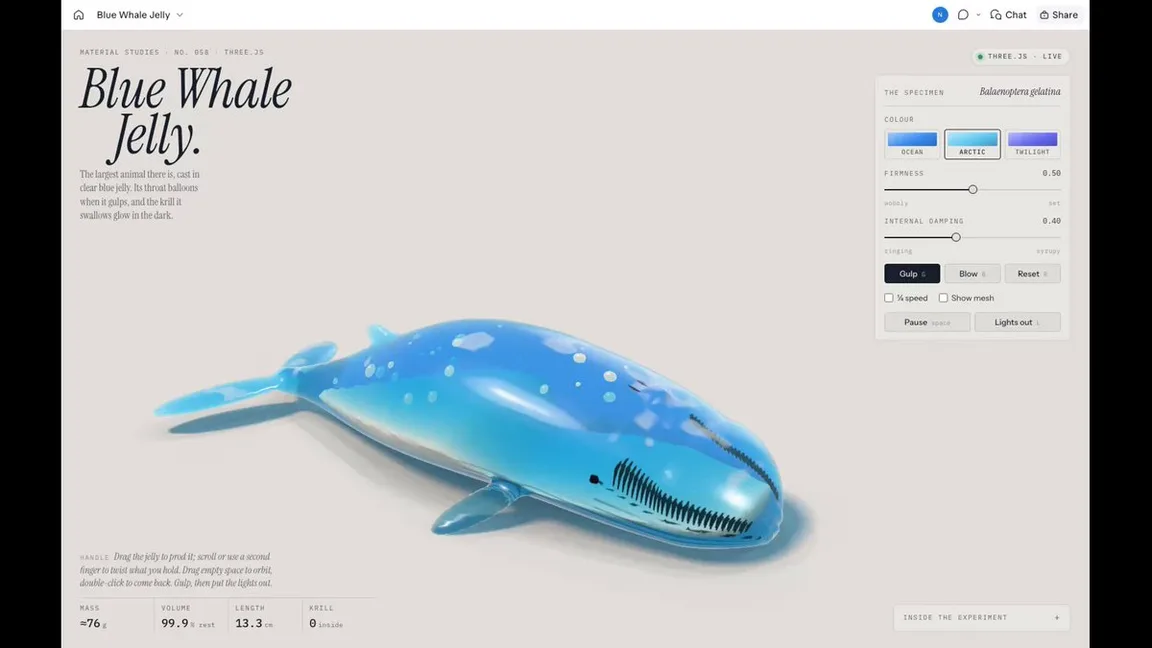 Blue Whale Jelly
N
Chat
Share
MATERIAL STUDIES · NO. 058 · THREE.JS
Blue Whale
Jelly.
The largest animal there is, cast in
clear blue jelly. Its throat balloons
when it gulps, and the krill it
swallows glow in the dark.
THREE.JS · LIVE
THE SPECIMEN Balaenoptera gelatina
COLOUR
OCEAN ARCTIC TWILIGHT
FIRMNESS 0.50
wobbly set
INTERNAL DAMPING 0.40
ringing syrupy
Gulp G Blow B Reset R
¼ speed Show mesh
Pause space Lights out L
HANDLE Drag the jelly to prod it; scroll or use a second
finger to twist what you hold. Drag empty space to orbit,
double-click to come back. Gulp, then put the lights out.
MASS VOLUME LENGTH KRILL
≈76 g 99.9 % rest 13.3 cm 0 inside
INSIDE THE EXPERIMENT +